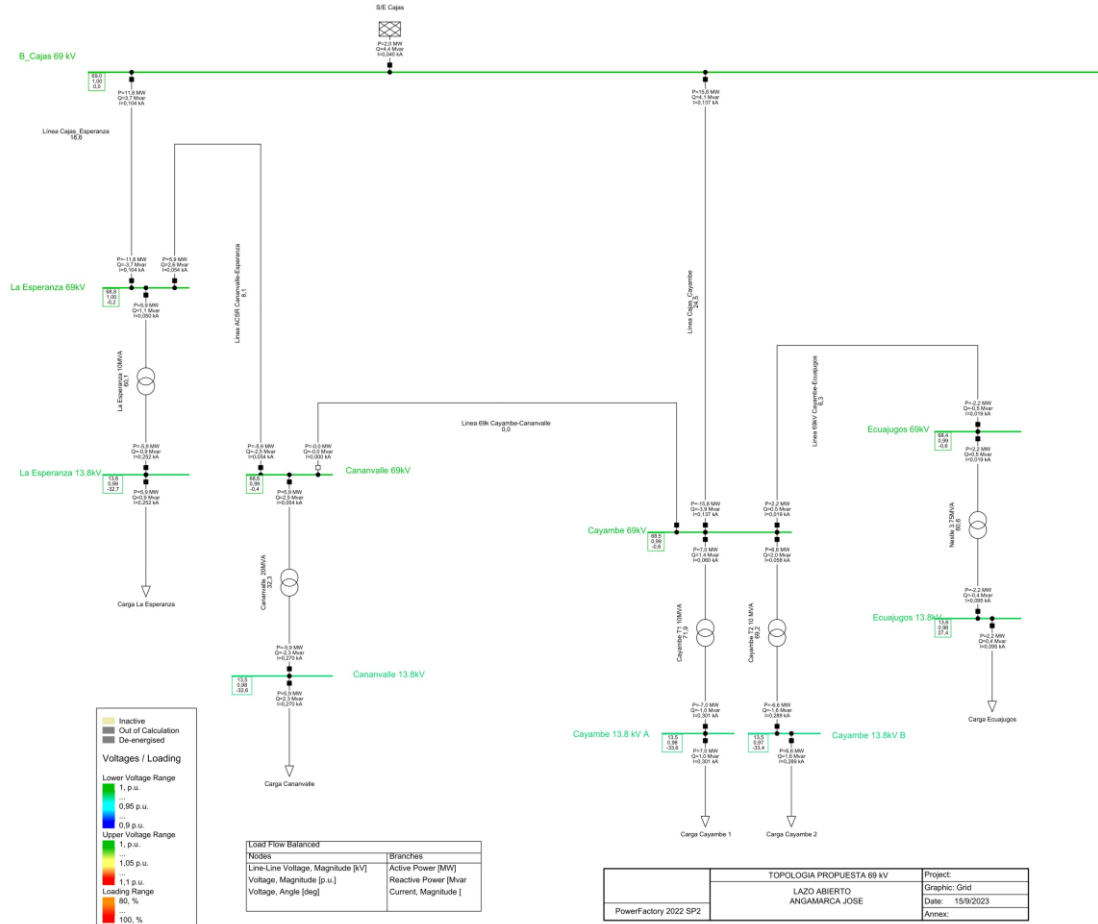 S/E Cajas
P=2,0 MW
Q=4,4 Mvar
I=0,040 kA
B_Cajas 69 kV
69,0
1,00
0,0
P=11,8 MW
Q=3,7 Mvar
I=0,104 kA
P=15,8 MW
Q=4,1 Mvar
I=0,137 kA
Línea Cajas_Esperanza
16,6
P=-11,8 MW
Q=-3,7 Mvar
I=0,104 kA
P=5,9 MW
Q=2,6 Mvar
I=0,054 kA
La Esperanza 69kV
68,8
1,00
-0,2
P=5,9 MW
Q=1,1 Mvar
I=0,050 kA
Linea ACSR Cananvalle-Esperanza
8,1
Línea Cajas_Cayambe
24,5
La Esperanza 10MVA
60,1
Linea 69k Cayambe-Cananvalle
0,0
Linea 69kV Cayambe-Ecuajugos
6,3
P=-2,2 MW
Q=-0,5 Mvar
I=0,019 kA
Ecuajugos 69kV
68,4
0,99
-0,6
P=2,2 MW
Q=0,5 Mvar
I=0,019 kA
P=-5,9 MW
Q=-0,9 Mvar
I=0,252 kA
P=-5,9 MW
I=0,054 kA
P=-0,0 MW
Q=-0,0 Mvar
I=0,000 kA
La Esperanza 13.8kV
13,6
-32,7
Cananvalle 69kV
68,6
0,99
-0,4
P=5,9 MW
Q=0,9 Mvar
I=0,252 kA
P=5,9 MW
Q=2,5 Mvar
I=0,054 kA
P=-15,8 MW
Q=-3,9 Mvar
I=0,137 kA
P=2,2 MW
Q=0,5 Mvar
I=0,019 kA
Cayambe 69kV
68,5
0,99
-0,6
P=7,0 MW
Q=1,4 Mvar
I=0,060 kA
P=6,6 MW
Q=2,0 Mvar
I=0,058 kA
Nestle 3.75MVA
60,6
Cananvalle_20MVA
32,3
Carga La Esperanza
P=-2,2 MW
Q=-0,4 Mvar
I=0,095 kA
Ecuajugos 13.8kV
13,6
0,98
27,4
P=2,2 MW
Q=0,4 Mvar
I=0,095 kA
Cayambe T1 10MVA
71,9
Cayambe T2 10 MVA
69,2
P=-5,9 MW
Q=-2,3 Mvar
I=0,270 kA
Cananvalle 13.8kV
13,5
0,98
-32,6
P=5,9 MW
Q=2,3 Mvar
I=0,270 kA
P=-7,0 MW
Q=-1,0 Mvar
I=0,301 kA
P=-6,6 MW
Q=-1,6 Mvar
I=0,289 kA
Carga Ecuajugos
Cayambe 13.8 kV A
13,5
0,98
-33,6
Cayambe 13.8kV B
13,5
0,97
-33,4
P=7,0 MW
Q=1,0 Mvar
I=0,301 kA
P=6,6 MW
Q=1,6 Mvar
I=0,289 kA
Carga Cananvalle
Carga Cayambe 1
Carga Cayambe 2
Inactive
Out of Calculation
De-energised
Voltages / Loading
Lower Voltage Range
1, p.u.
...
0,95 p.u.
...
0,9 p.u.
Upper Voltage Range
1, p.u.
...
1,05 p.u.
...
1,1 p.u.
Loading Range
80, %
...
100, %
Load Flow Balanced
Nodes
Branches
Line-Line Voltage, Magnitude [kV]
Active Power [MW]
Voltage, Magnitude [p.u.]
Reactive Power [Mvar
Voltage, Angle [deg]
Current, Magnitude [
TOPOLOGIA PROPUESTA 69 kV
LAZO ABIERTO
ANGAMARCA JOSE
PowerFactory 2022 SP2
Project:
Graphic: Grid
Date: 15/9/2023
Annex: